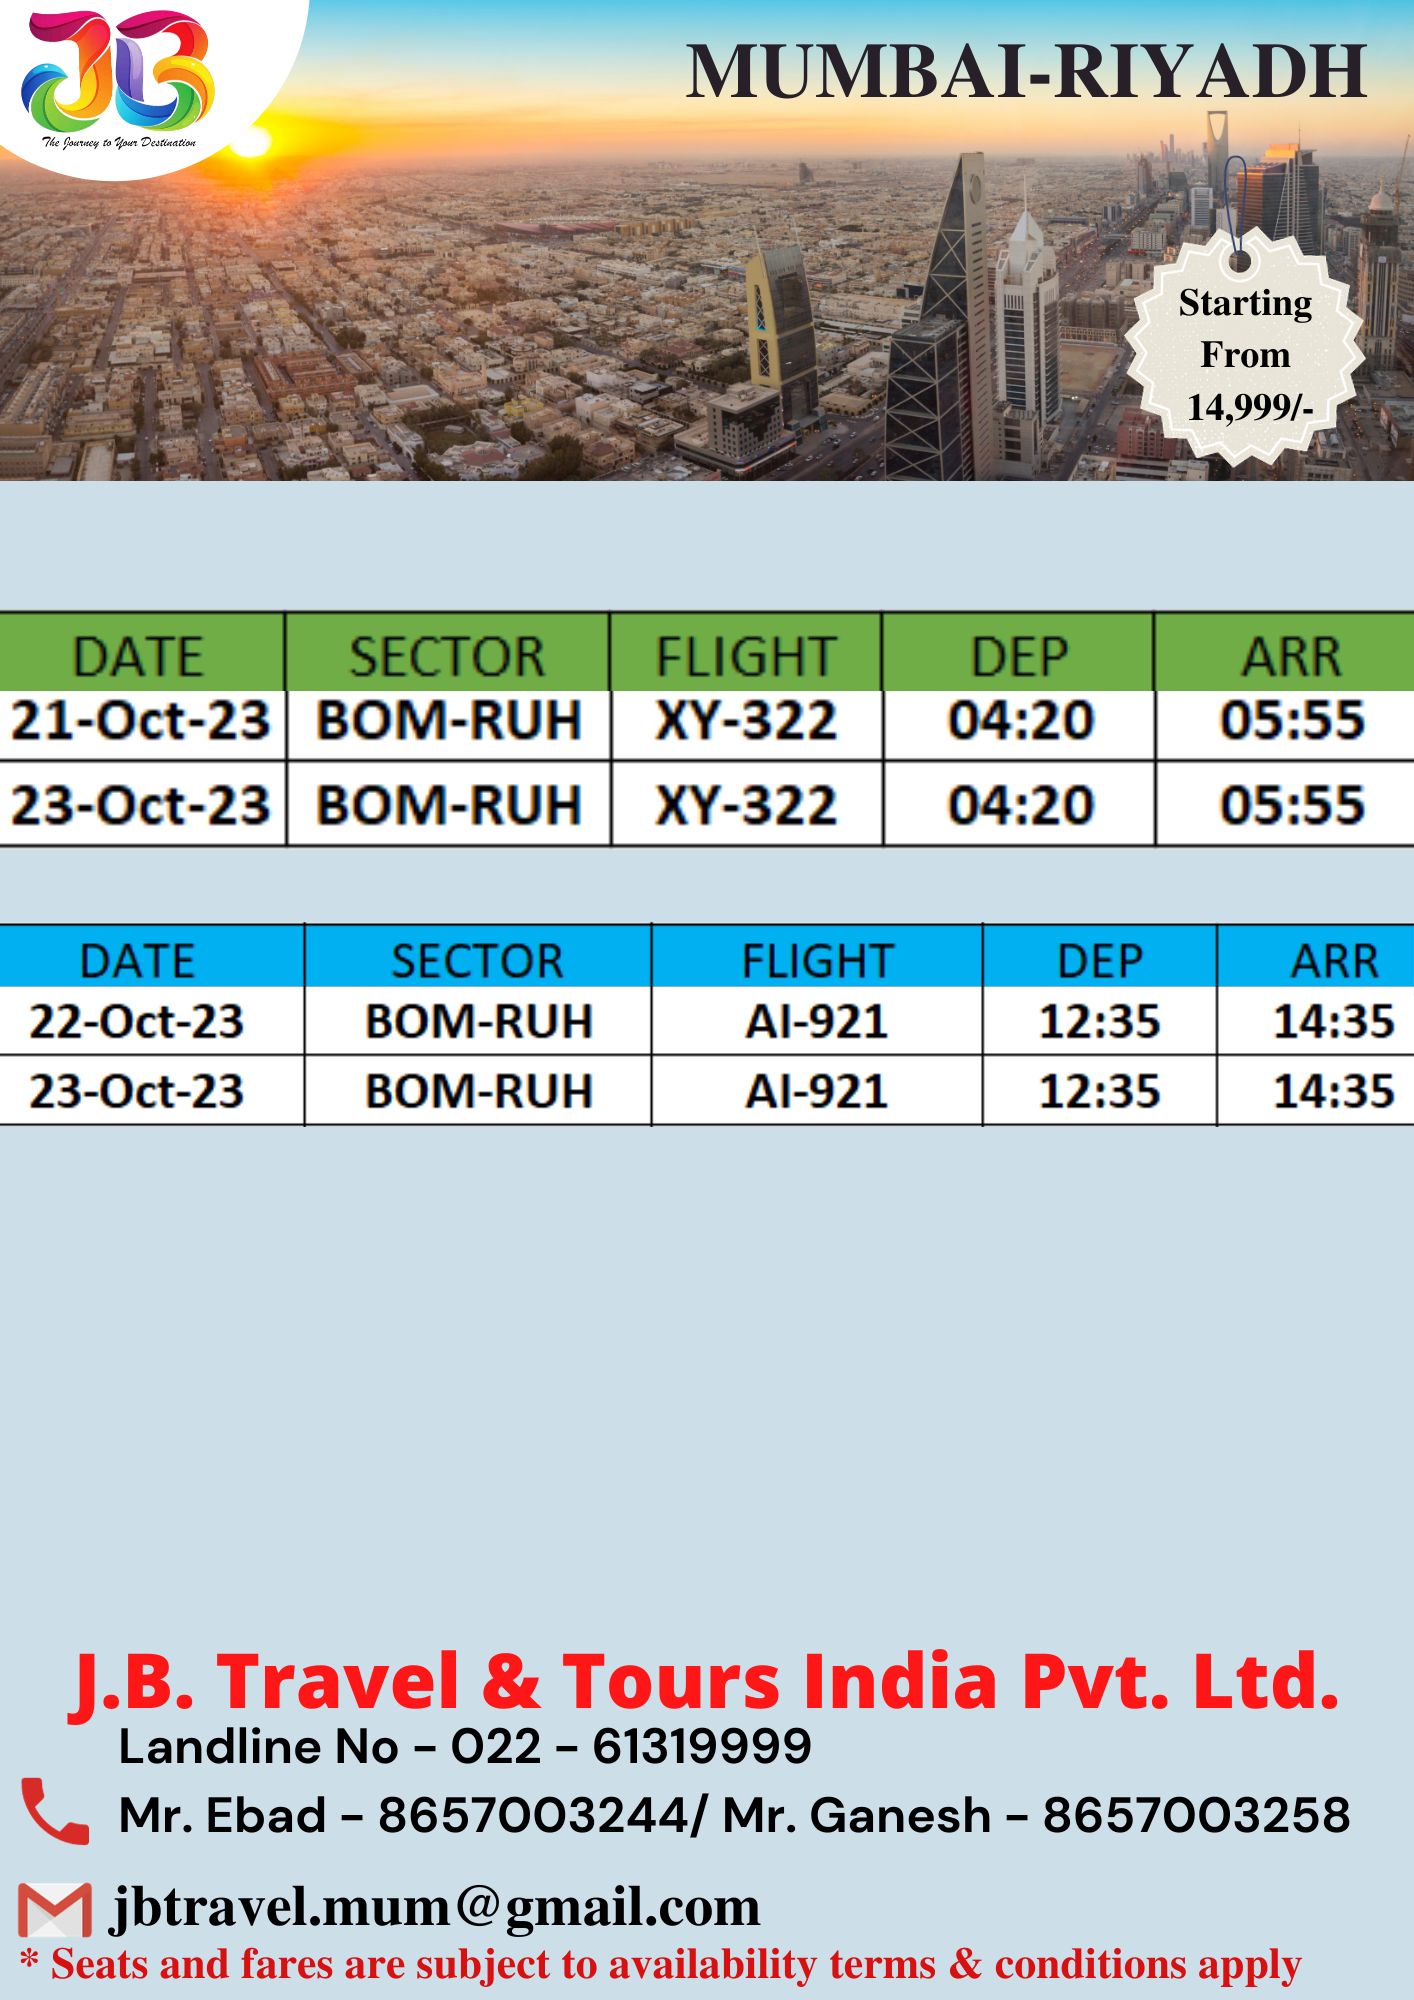 JB
The Journey to Your Destination
MUMBAI-RIYADH
Starting
From
14,999/-
DATE SECTOR FLIGHT DEP ARR
21-Oct-23 BOM-RUH XY-322 04:20 05:55
23-Oct-23 BOM-RUH XY-322 04:20 05:55
DATE SECTOR FLIGHT DEP ARR
22-Oct-23 BOM-RUH AI-921 12:35 14:35
23-Oct-23 BOM-RUH AI-921 12:35 14:35
J.B. Travel & Tours India Pvt. Ltd.
Landline No - 022 - 61319999
Mr. Ebad - 8657003244/ Mr. Ganesh - 8657003258
jbtravel.mum@gmail.com
* Seats and fares are subject to availability terms & conditions apply